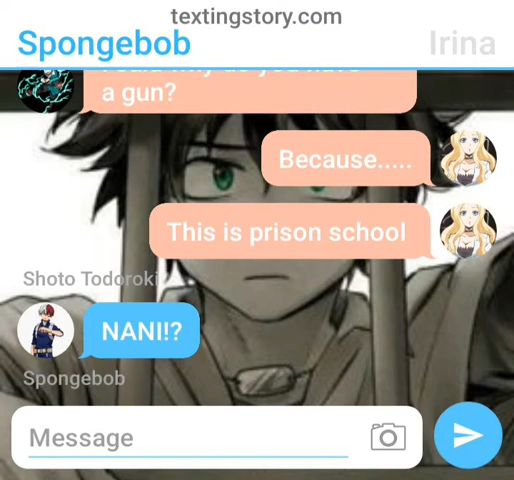 textingstory.com
Spongebob
Irina
a gun?
Because.....
This is prison school
Shoto Todoroki
NANI!?
Spongebob
Message